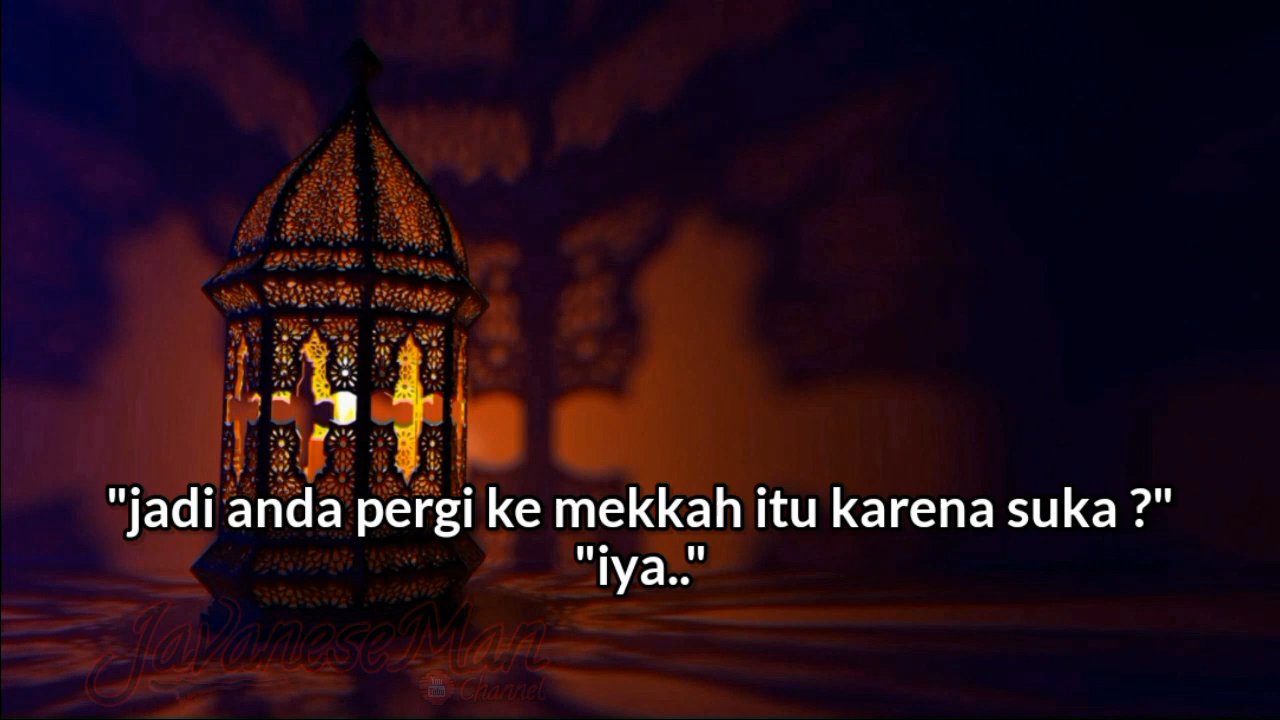 "jadi anda pergi ke mekkah itu karena suka ?"
"iya.."
JavaneseMan
Channel